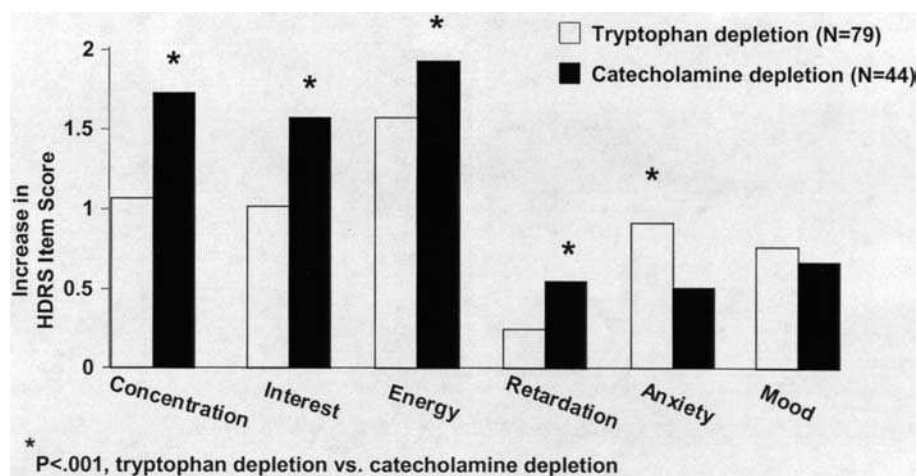 Tryptophan depletion (N=79)
Catecholamine depletion (N=44)
Increase in
HDRS Item Score
2
1.5
1
0.5
0
* * * * *
Concentration Interest Energy Retardation Anxiety Mood
*
P<.001, tryptophan depletion vs. catecholamine depletion